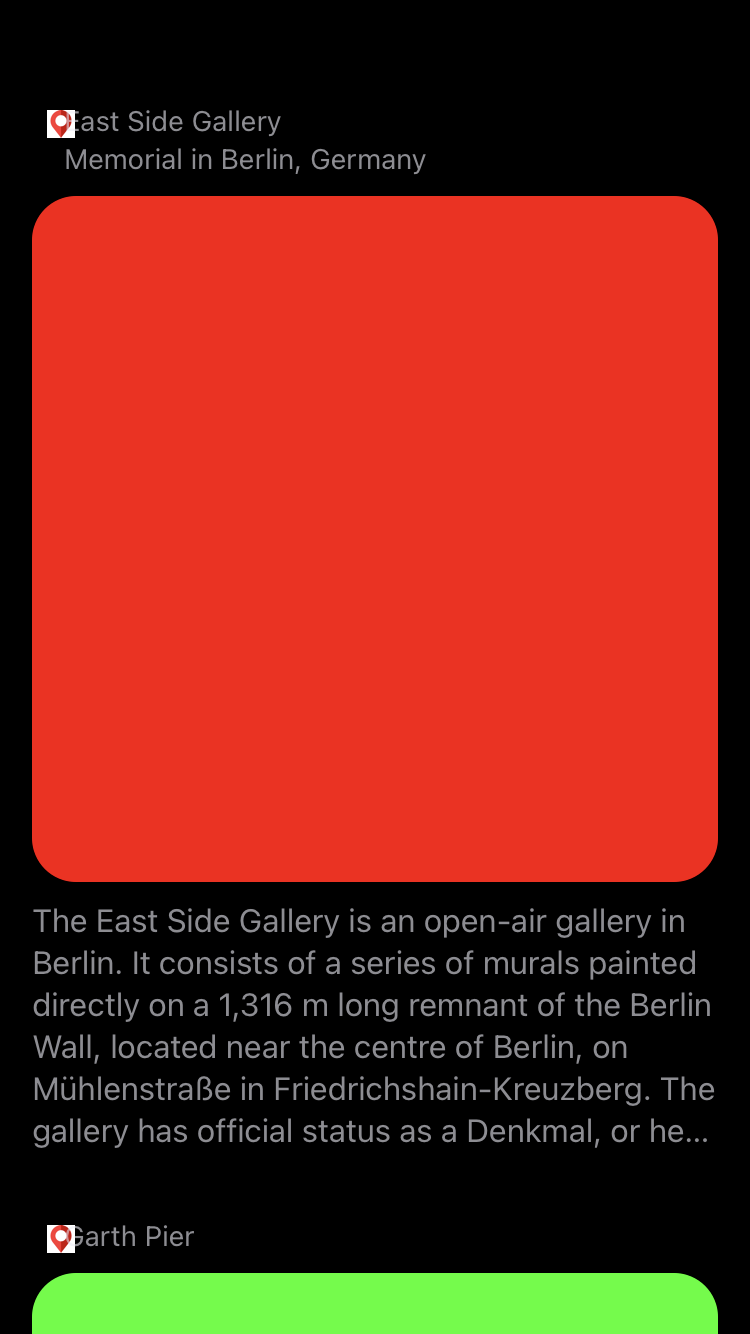 East Side Gallery
Memorial in Berlin, Germany
The East Side Gallery is an open-air gallery in
Berlin. It consists of a series of murals painted
directly on a 1,316 m long remnant of the Berlin
Wall, located near the centre of Berlin, on
Mühlenstraße in Friedrichshain-Kreuzberg. The
gallery has official status as a Denkmal, or he...
Garth Pier